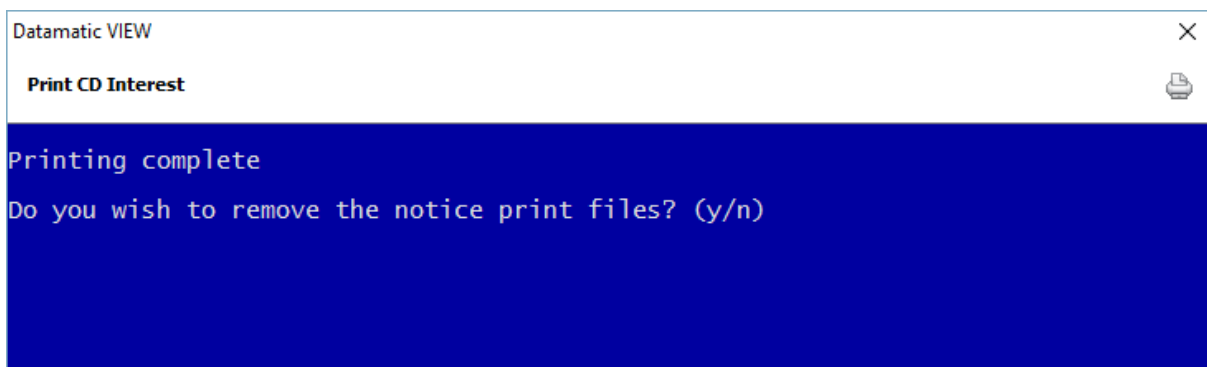 Datamatic VIEW
Print CD Interest
Printing complete
Do you wish to remove the notice print files? (y/n)